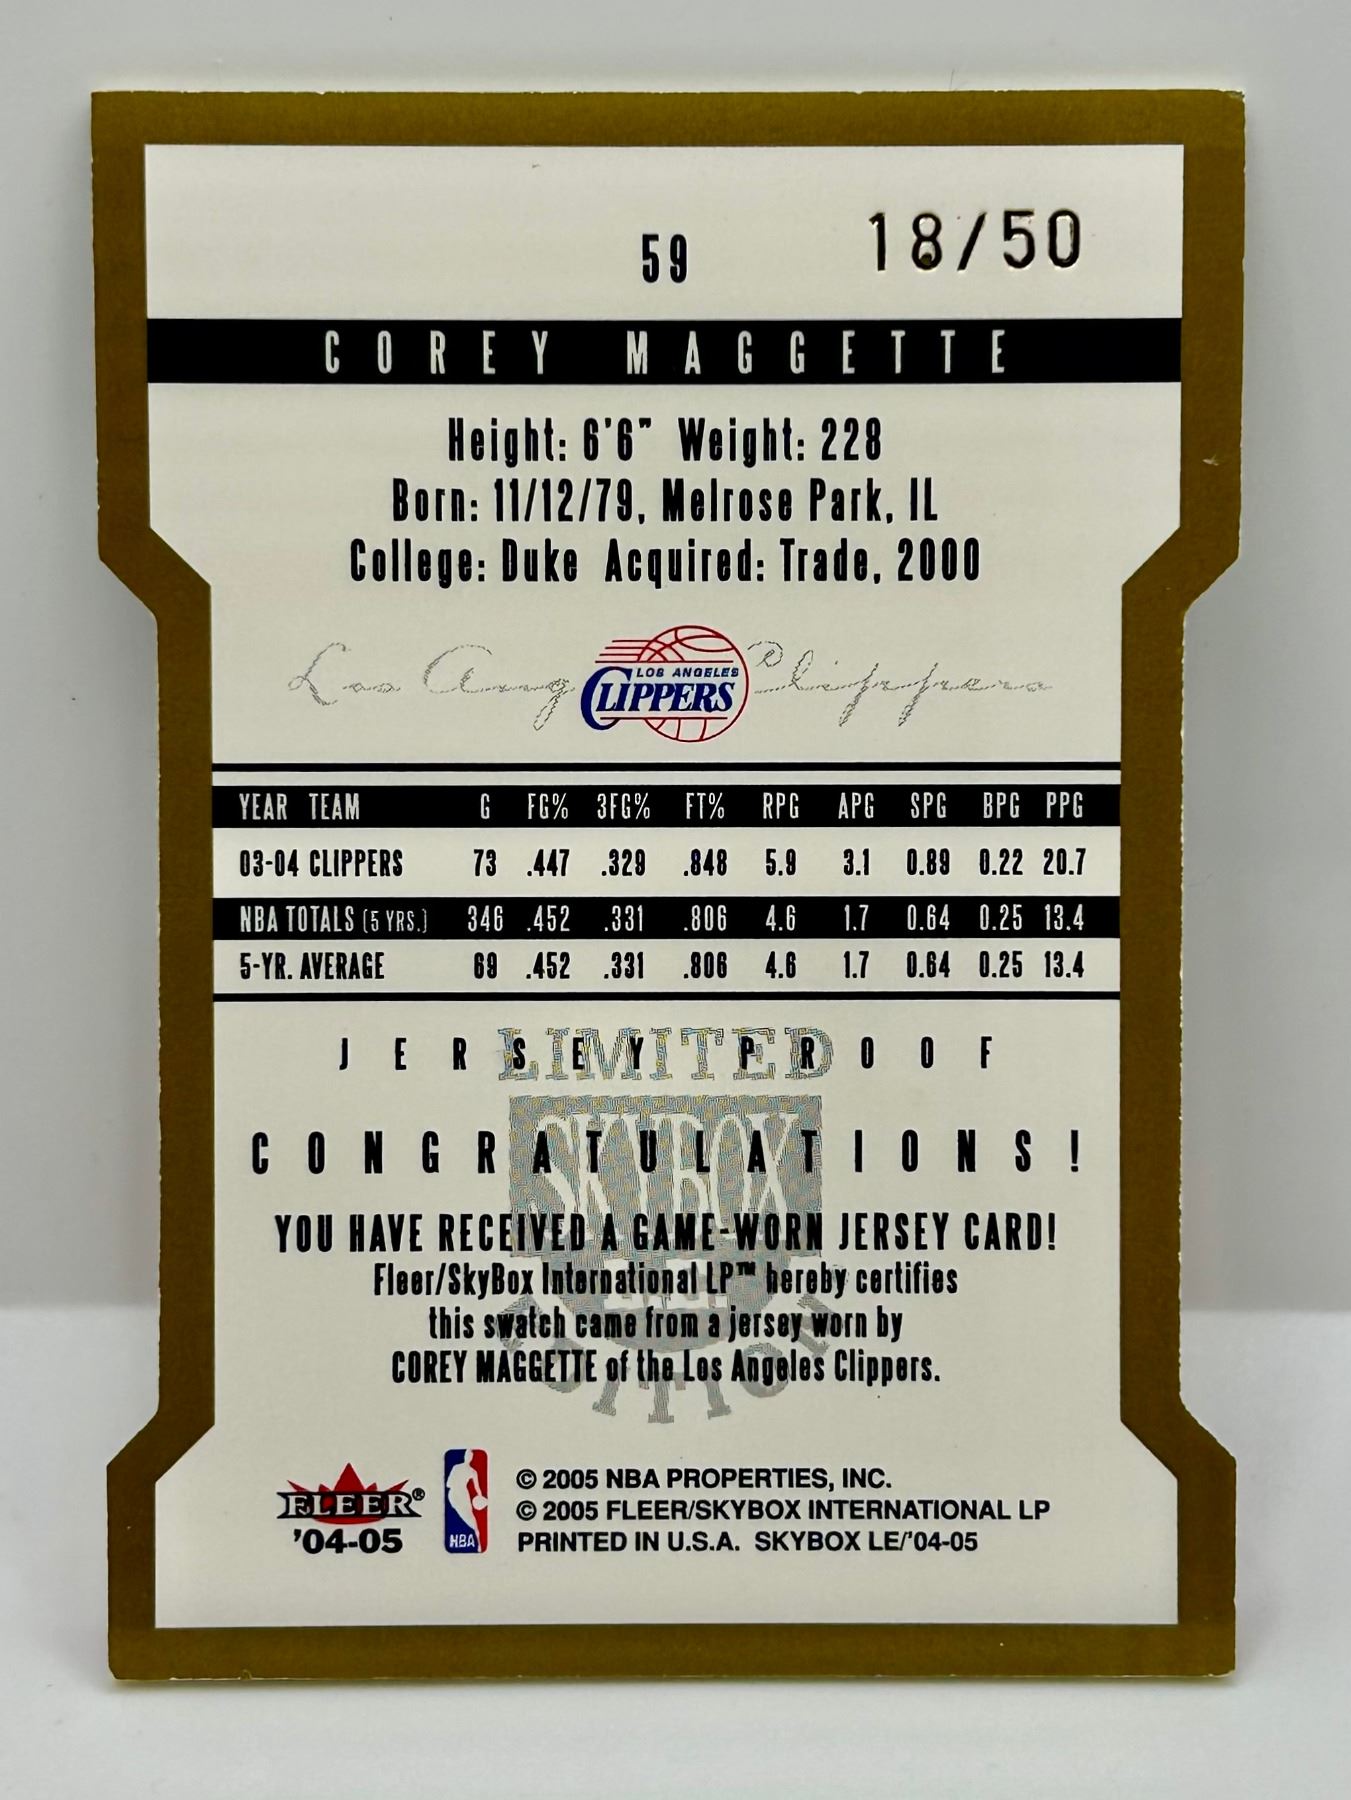 59 18/50
COREY MAGGETTE
Height: 6'6" Weight: 228
Born: 11/12/79, Melrose Park, IL
College: Duke Acquired: Trade, 2000
Los Ang Clippers
LOS ANGELES
CLIPPERS
YEAR TEAM G FG% 3FG% FT% RPG APG SPG BPG PPG
03-04 CLIPPERS 73 .447 .329 .848 5.9 3.1 0.89 0.22 20.7
NBA TOTALS (5 YRS.) 346 .452 .331 .806 4.6 1.7 0.64 0.25 13.4
5-YR. AVERAGE 69 .452 .331 .806 4.6 1.7 0.64 0.25 13.4
LIMITED
JERSEY PROOF
SKYBOX
CONGRATULATIONS!
YOU HAVE RECEIVED A GAME-WORN JERSEY CARD!
Fleer/SkyBox International LP™ hereby certifies
this swatch came from a jersey worn by
COREY MAGGETTE of the Los Angeles Clippers.
EDITION
FLEER®
'04-05
NBA
© 2005 NBA PROPERTIES, INC.
© 2005 FLEER/SKYBOX INTERNATIONAL LP
PRINTED IN U.S.A. SKYBOX LE/'04-05